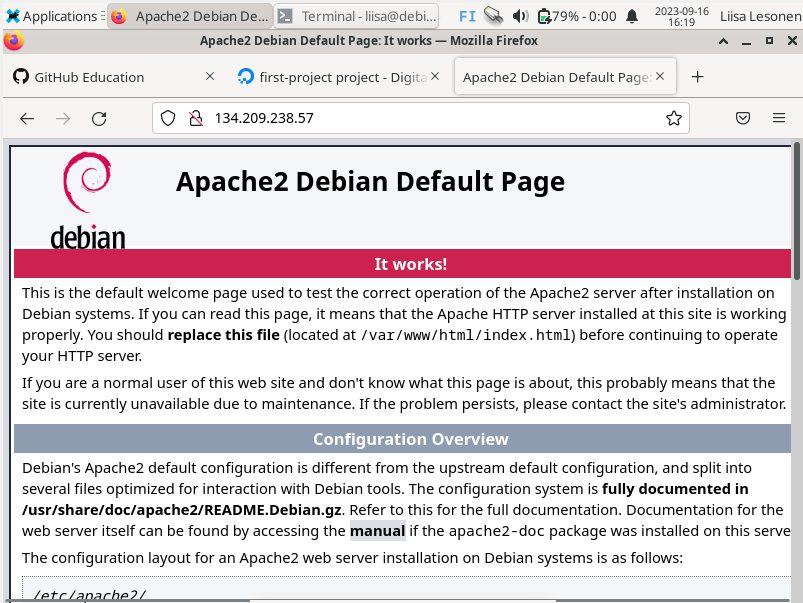 Applications
Apache2 Debian De...
Terminal - liisa@debi...
FI
79% - 0:00
2023-09-16
16:19
Liisa Lesonen
Apache2 Debian Default Page: It works — Mozilla Firefox
GitHub Education
first-project project - Digita
Apache2 Debian Default Page:
134.209.238.57
debian
Apache2 Debian Default Page
It works!
This is the default welcome page used to test the correct operation of the Apache2 server after installation on
Debian systems. If you can read this page, it means that the Apache HTTP server installed at this site is working
properly. You should replace this file (located at /var/www/html/index.html) before continuing to operate
your HTTP server.
If you are a normal user of this web site and don't know what this page is about, this probably means that the
site is currently unavailable due to maintenance. If the problem persists, please contact the site's administrator.
Configuration Overview
Debian's Apache2 default configuration is different from the upstream default configuration, and split into
several files optimized for interaction with Debian tools. The configuration system is fully documented in
/usr/share/doc/apache2/README.Debian.gz. Refer to this for the full documentation. Documentation for the
web server itself can be found by accessing the manual if the apache2-doc package was installed on this serve
The configuration layout for an Apache2 web server installation on Debian systems is as follows:
/etc/apache2/